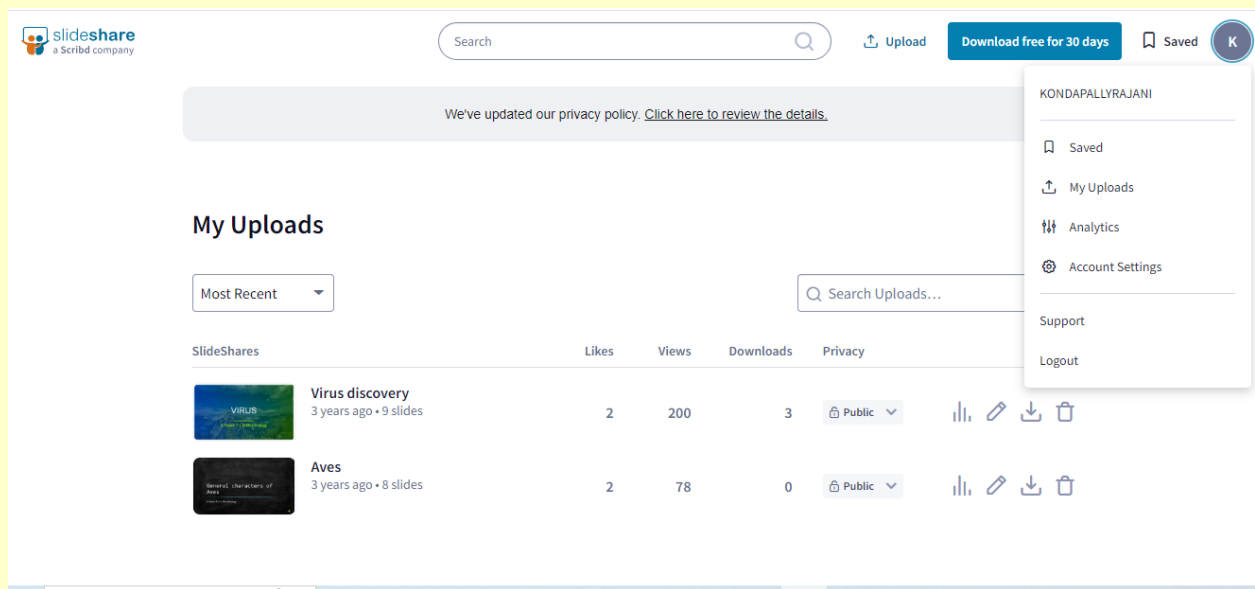 slideshare
a Scribd company
Search
Upload
Download free for 30 days
Saved
K
KONDAPALLYRAJANI
Saved
My Uploads
Analytics
Account Settings
Support
Logout
We've updated our privacy policy. Click here to review the details.
My Uploads
Most Recent
Search Uploads...
SlideShares Likes Views Downloads Privacy
VIRUS
Virus discovery
3 years ago • 9 slides
2 200 3 Public
General characters of
Aves
Aves
3 years ago • 8 slides
2 78 0 Public